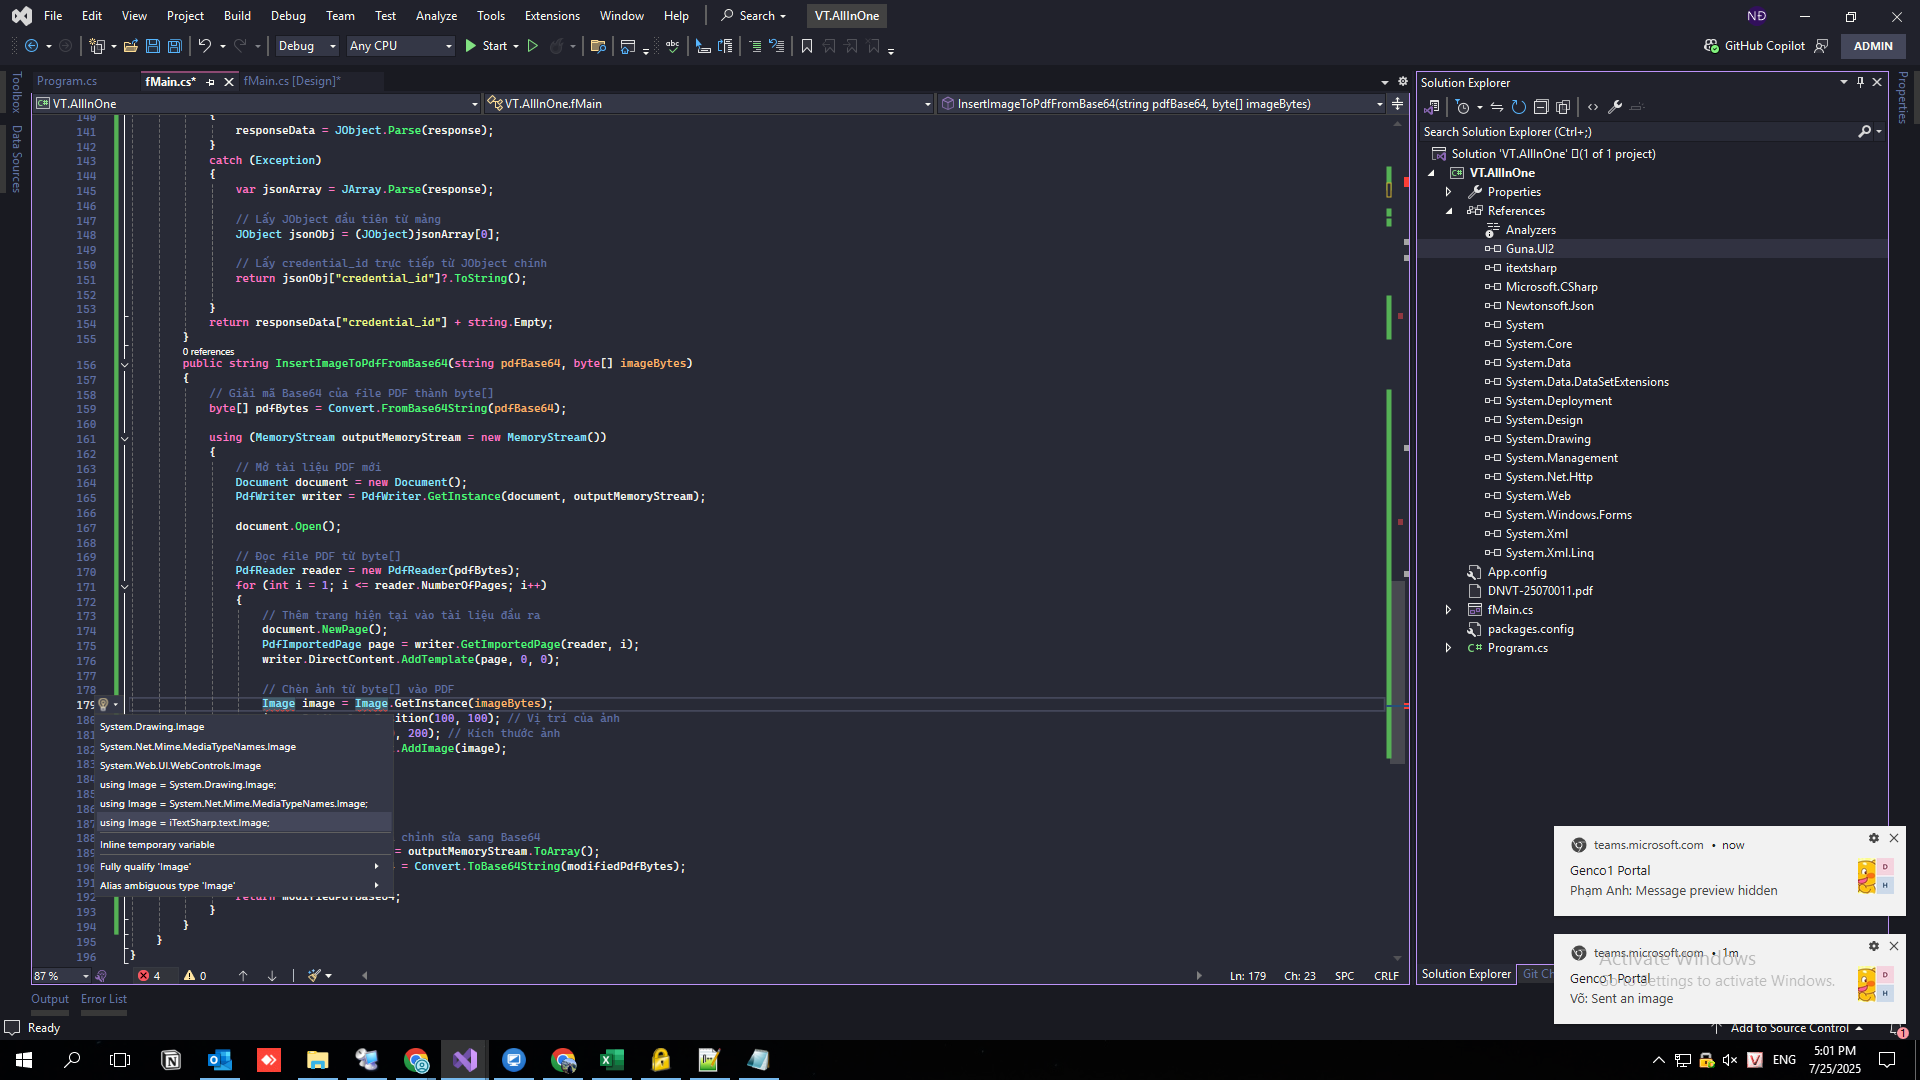 File Edit View Project Build Debug Team Test Analyze Tools Extensions Window Help Search VT.AllInOne NĐ
Debug Any CPU Start GitHub Copilot ADMIN
Toolbox
Data Sources
Program.cs fMain.cs* fMain.cs [Design]*
VT.AllInOne VT.AllInOne.fMain InsertImageToPdfFromBase64(string pdfBase64, byte[] imageBytes)
140 {
141 responseData = JObject.Parse(response);
142 }
143 catch (Exception)
144 {
145 var jsonArray = JArray.Parse(response);
146
147 // Lấy JObject đầu tiên từ mảng
148 JObject jsonObj = (JObject)jsonArray[0];
149
150 // Lấy credential_id trực tiếp từ JObject chính
151 return jsonObj["credential_id"]?.ToString();
152
153 }
154 return responseData["credential_id"] + string.Empty;
155 }
0 references
156 public string InsertImageToPdfFromBase64(string pdfBase64, byte[] imageBytes)
157 {
158 // Giải mã Base64 của file PDF thành byte[]
159 byte[] pdfBytes = Convert.FromBase64String(pdfBase64);
160
161 using (MemoryStream outputMemoryStream = new MemoryStream())
162 {
163 // Mở tài liệu PDF mới
164 Document document = new Document();
165 PdfWriter writer = PdfWriter.GetInstance(document, outputMemoryStream);
166
167 document.Open();
168
169 // Đọc file PDF từ byte[]
170 PdfReader reader = new PdfReader(pdfBytes);
171 for (int i = 1; i <= reader.NumberOfPages; i++)
172 {
173 // Thêm trang hiện tại vào tài liệu đầu ra
174 document.NewPage();
175 PdfImportedPage page = writer.GetImportedPage(reader, i);
176 writer.DirectContent.AddTemplate(page, 0, 0);
177
178 // Chèn ảnh từ byte[] vào PDF
179 Image image = Image.GetInstance(imageBytes);
180 ition(100, 100); // Vị trí của ảnh
181 , 200); // Kích thước ảnh
182 .AddImage(image);
System.Drawing.Image
System.Net.Mime.MediaTypeNames.Image
System.Web.UI.WebControls.Image
using Image = System.Drawing.Image;
using Image = System.Net.Mime.MediaTypeNames.Image;
using Image = iTextSharp.text.Image;
Inline temporary variable
Fully qualify 'Image'
Alias ambiguous type 'Image'
chỉnh sửa sang Base64
= outputMemoryStream.ToArray();
= Convert.ToBase64String(modifiedPdfBytes);
192 return modifiedPdfBase64;
193 }
194 }
195 }
196 }
87 % 4 0 Ln: 179 Ch: 23 SPC CRLF
Output Error List
Ready
Solution Explorer
Search Solution Explorer (Ctrl+;)
Solution 'VT.AllInOne' (1 of 1 project)
VT.AllInOne
Properties
References
Analyzers
Guna.UI2
itextsharp
Microsoft.CSharp
Newtonsoft.Json
System
System.Core
System.Data
System.Data.DataSetExtensions
System.Deployment
System.Design
System.Drawing
System.Management
System.Net.Http
System.Web
System.Windows.Forms
System.Xml
System.Xml.Linq
App.config
DNVT-25070011.pdf
fMain.cs
packages.config
Program.cs
Properties
Solution Explorer Git Ch
teams.microsoft.com • now
Genco1 Portal
Phạm Anh: Message preview hidden
D
H
teams.microsoft.com • 1m
Genco1 Portal
Võ: Sent an image
D
H
Activate Windows
Go to Settings to activate Windows.
Add to Source Control
1
ENG
5:01 PM
7/25/2025